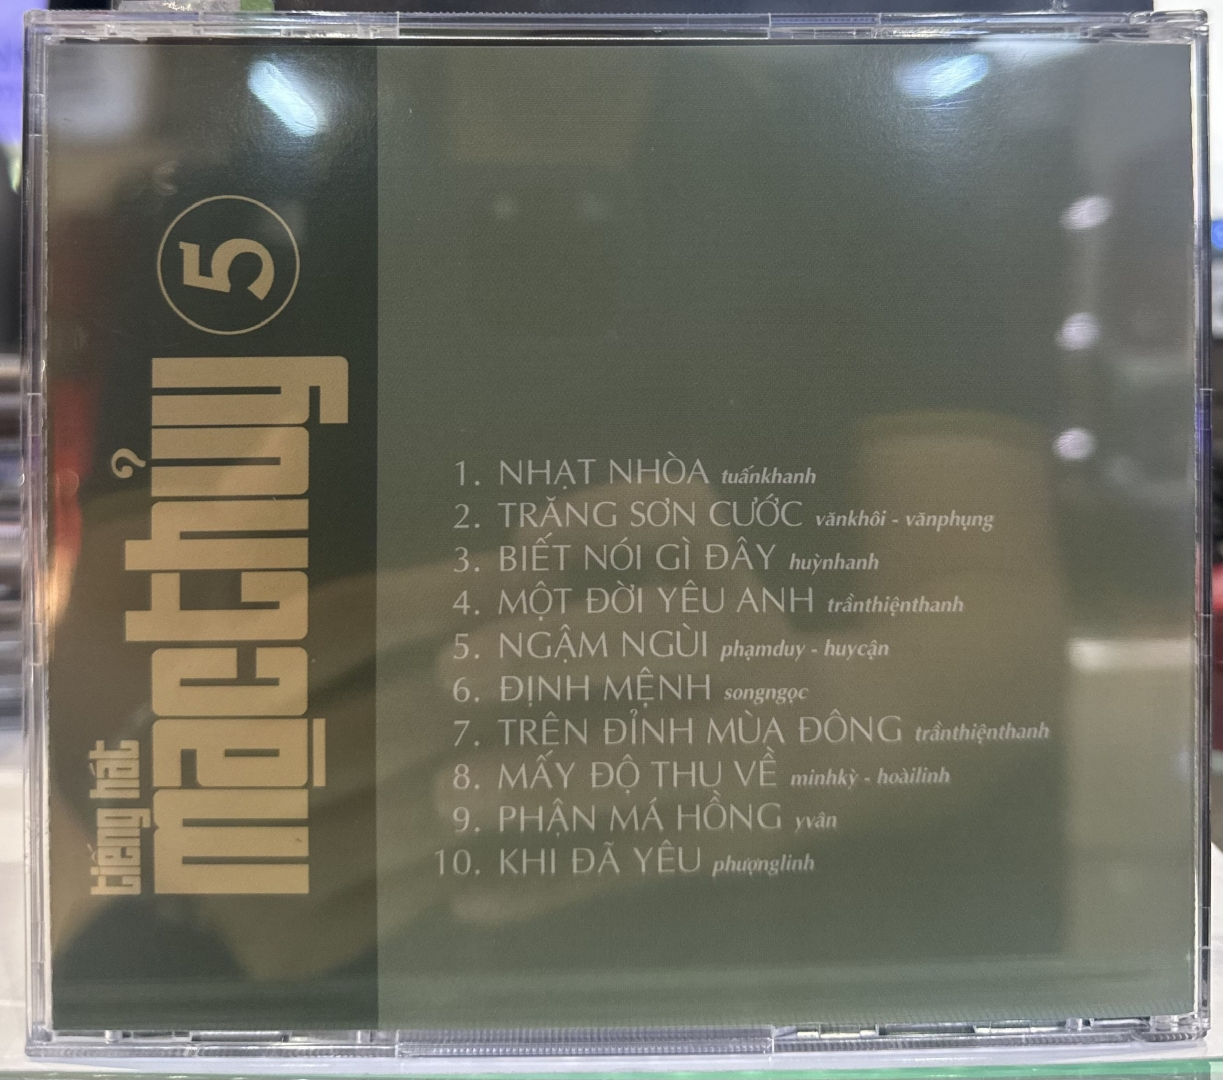 tiếng hát
mạcthủy 5
1. NHẠT NHÒA tuấnkhanh
2. TRĂNG SƠN CƯỚC vănkhôi - vănphụng
3. BIẾT NÓI GÌ ĐÂY huỳnhanh
4. MỘT ĐỜI YÊU ANH trầnthiệnthanh
5. NGẬM NGÙI phạmduy - huycận
6. ĐỊNH MỆNH songngọc
7. TRÊN ĐỈNH MÙA ĐÔNG trầnthiệnthanh
8. MẤY ĐỘ THU VỀ minhkỳ - hoàilinh
9. PHẬN MÁ HỒNG yvân
10. KHI ĐÃ YÊU phượnglinh